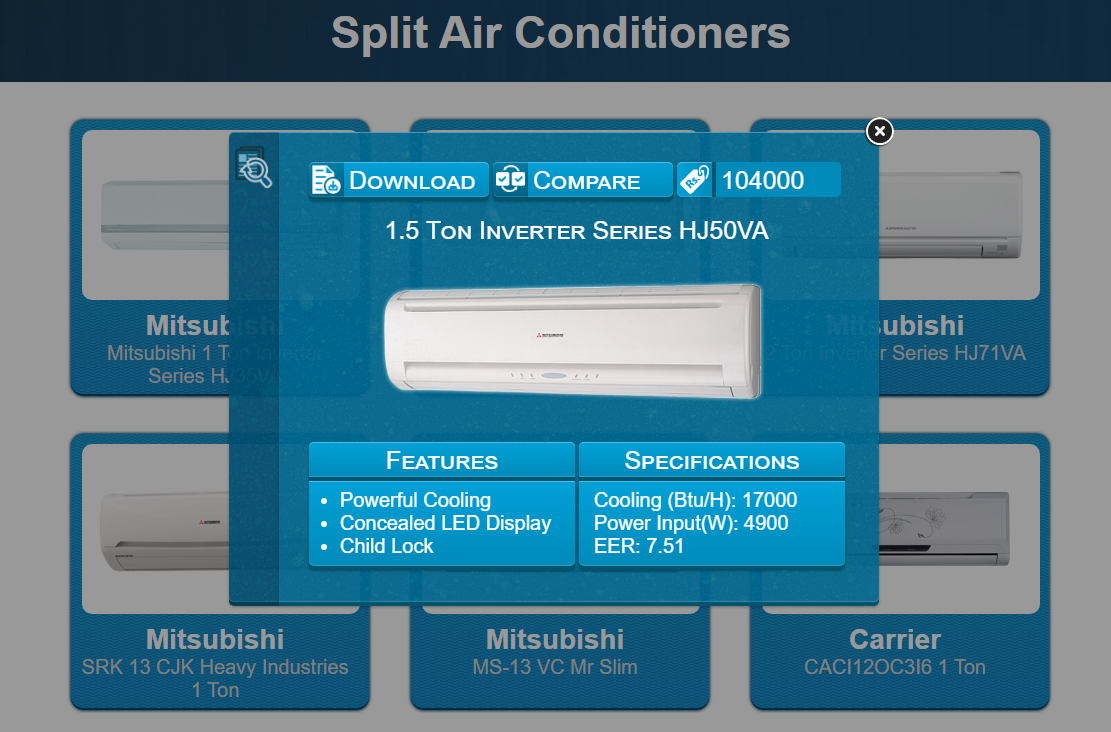 Split Air Conditioners
DOWNLOAD
COMPARE
Rs.
104000
1.5 TON INVERTER SERIES HJ50VA
MITSUBISHI
FEATURES
SPECIFICATIONS
Powerful Cooling
Concealed LED Display
Child Lock
Cooling (Btu/H): 17000
Power Input(W): 4900
EER: 7.51
Mitsubishi
Mitsubishi 1 Ton Inverter
Series HJ35VA
Mitsubishi
2 Ton Inverter Series HJ71VA
Mitsubishi
SRK 13 CJK Heavy Industries
1 Ton
Mitsubishi
MS-13 VC Mr Slim
Carrier
CACI12OC3I6 1 Ton